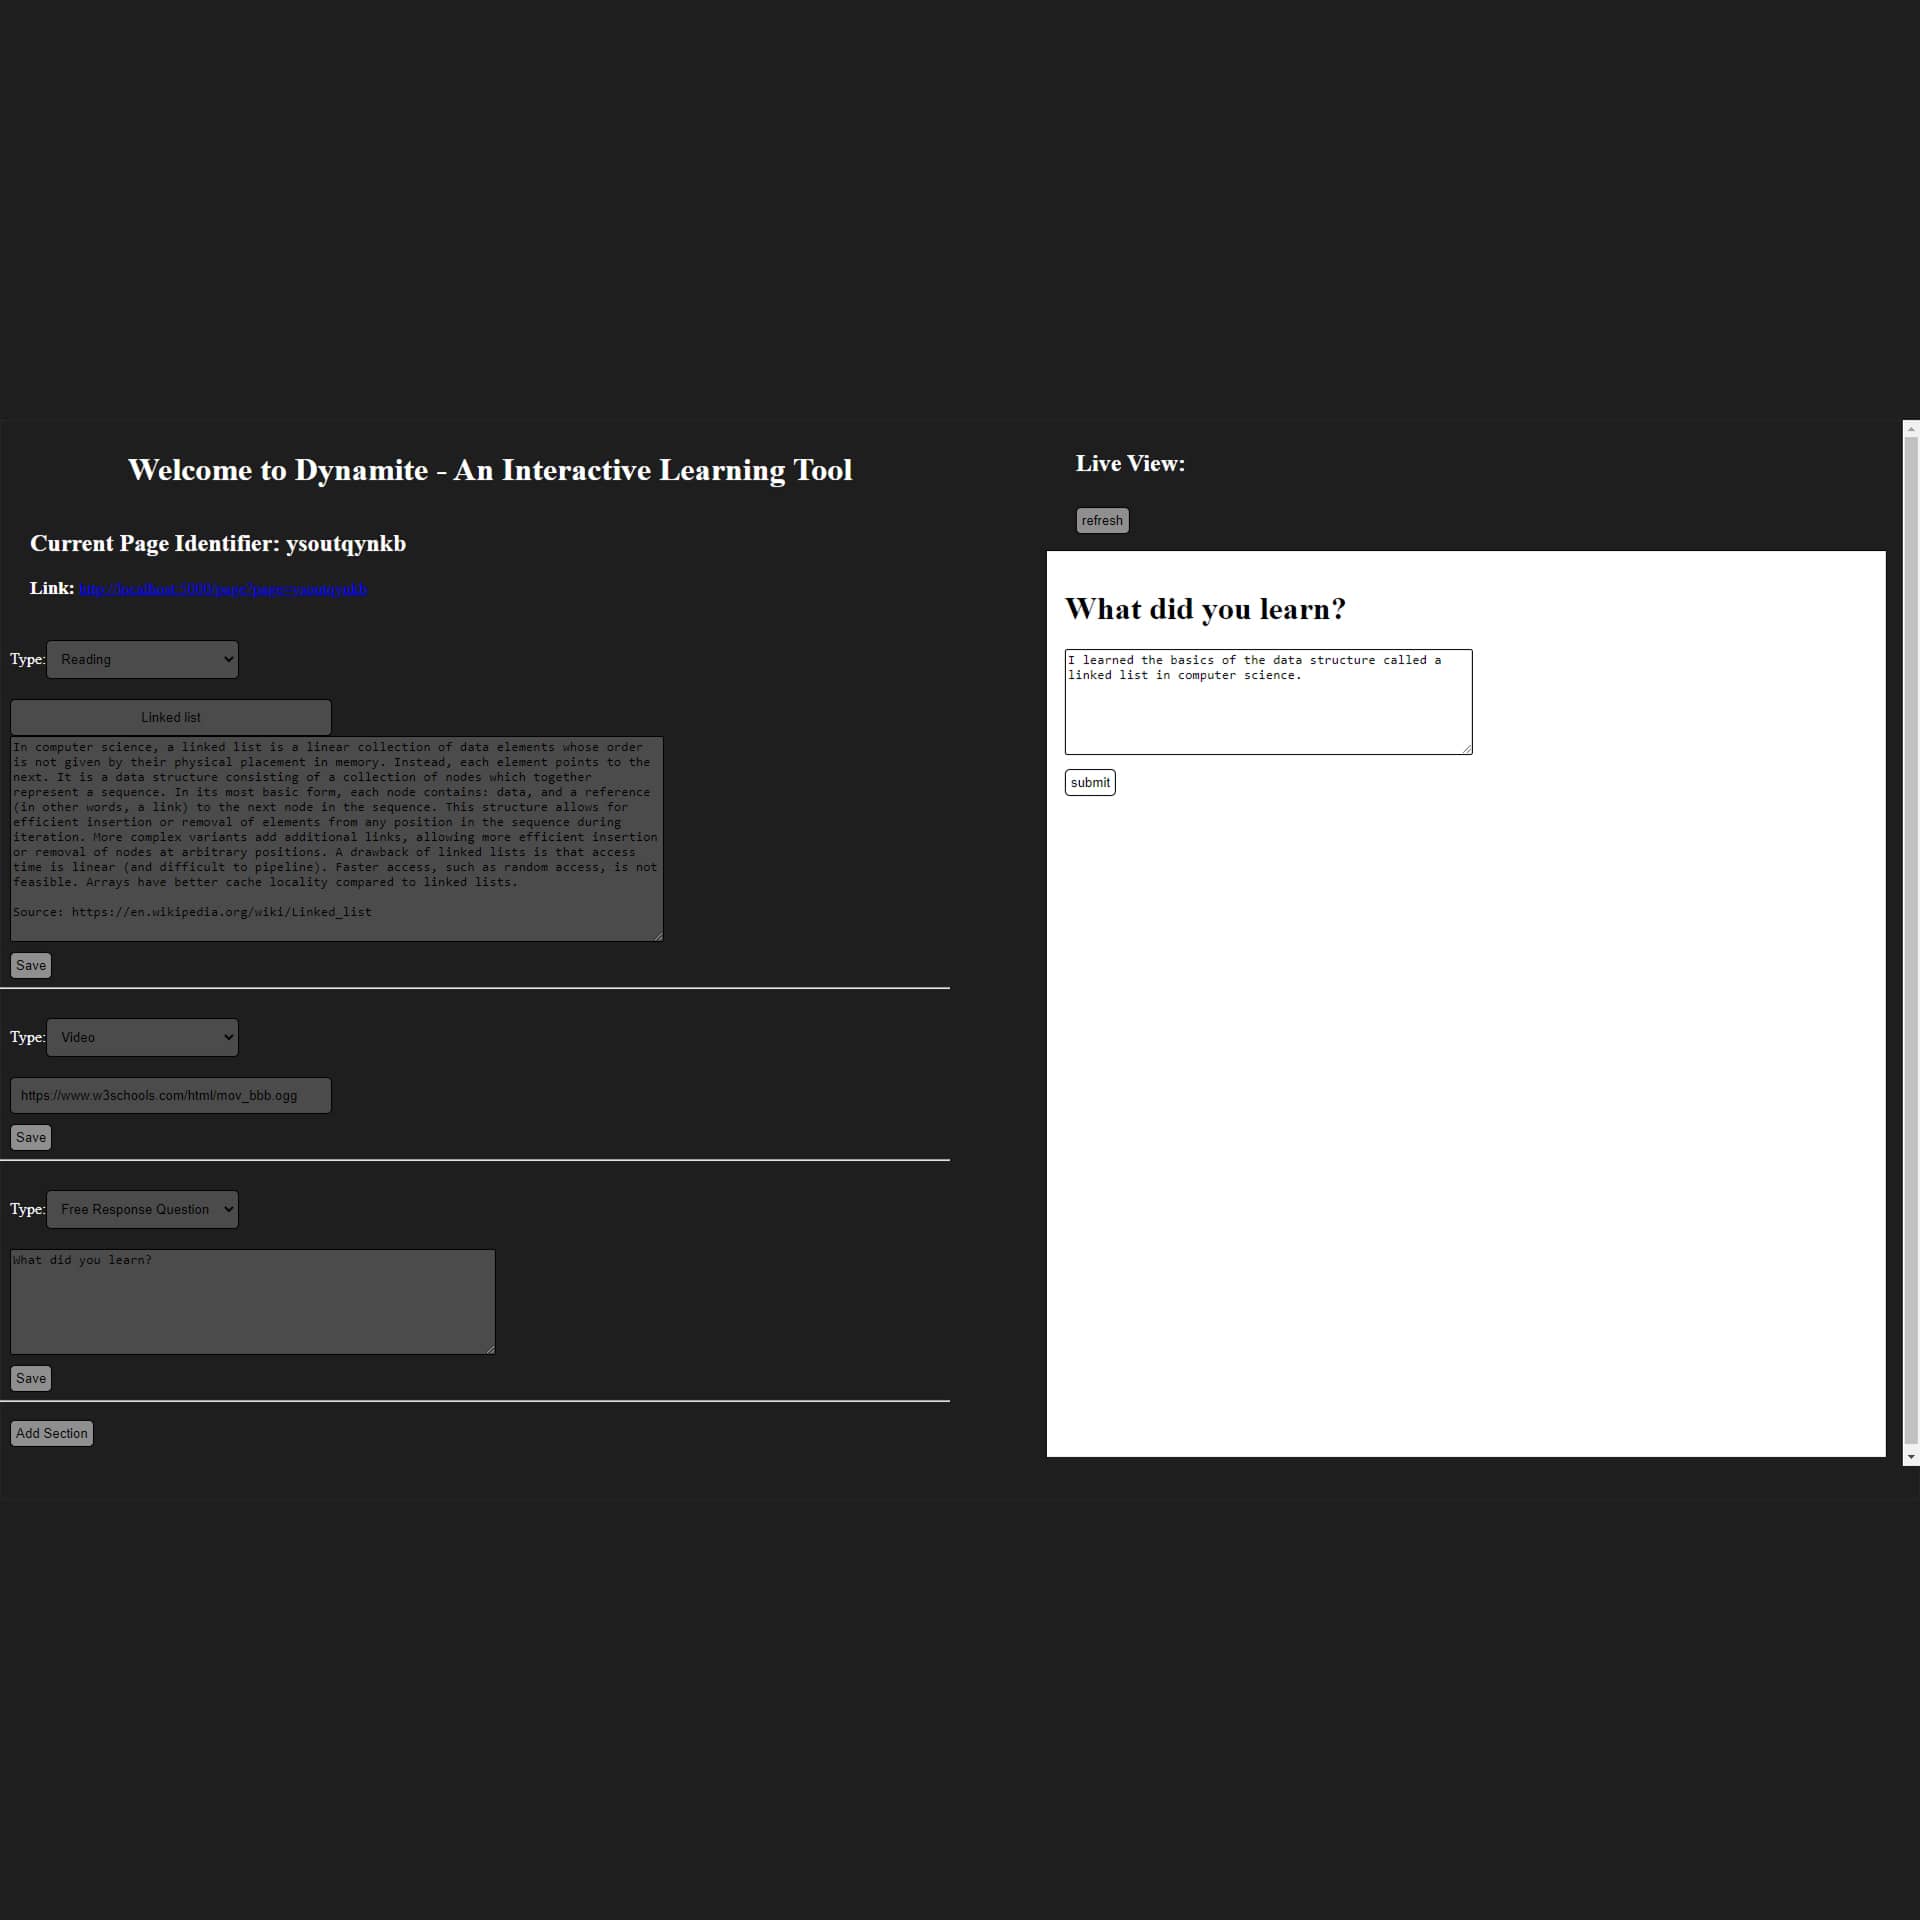 Welcome to Dynamite - An Interactive Learning Tool
Current Page Identifier: ysoutqynkb
Link: http://localhost:3000/page?page=ysoutqynkb
Type: Reading
Linked list
In computer science, a linked list is a linear collection of data elements whose order
is not given by their physical placement in memory. Instead, each element points to the
next. It is a data structure consisting of a collection of nodes which together
represent a sequence. In its most basic form, each node contains: data, and a reference
(in other words, a link) to the next node in the sequence. This structure allows for
efficient insertion or removal of elements from any position in the sequence during
iteration. More complex variants add additional links, allowing more efficient insertion
or removal of nodes at arbitrary positions. A drawback of linked lists is that access
time is linear (and difficult to pipeline). Faster access, such as random access, is not
feasible. Arrays have better cache locality compared to linked lists.
Source: https://en.wikipedia.org/wiki/Linked_list
Save
Type: Video
https://www.w3schools.com/html/mov_bbb.ogg
Save
Type: Free Response Question
What did you learn?
Save
Add Section
Live View:
refresh
What did you learn?
I learned the basics of the data structure called a
linked list in computer science.
submit